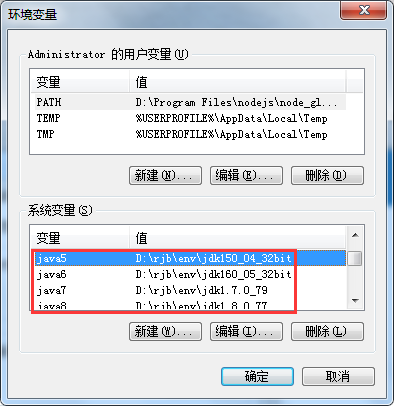 环境变量
Administrator 的用户变量(U)
变量 值
PATH D:\Program Files\nodejs\node_gl...
TEMP %USERPROFILE%\AppData\Local\Temp
TMP %USERPROFILE%\AppData\Local\Temp
新建(N)... 编辑(E)... 删除(D)
系统变量(S)
变量 值
java5 D:\rjb\env\jdk150_04_32bit
java6 D:\rjb\env\jdk160_05_32bit
java7 D:\rjb\env\jdk1.7.0_79
java8 D:\rjb\env\jdk1.8.0_77
新建(W)... 编辑(I)... 删除(L)
确定 取消